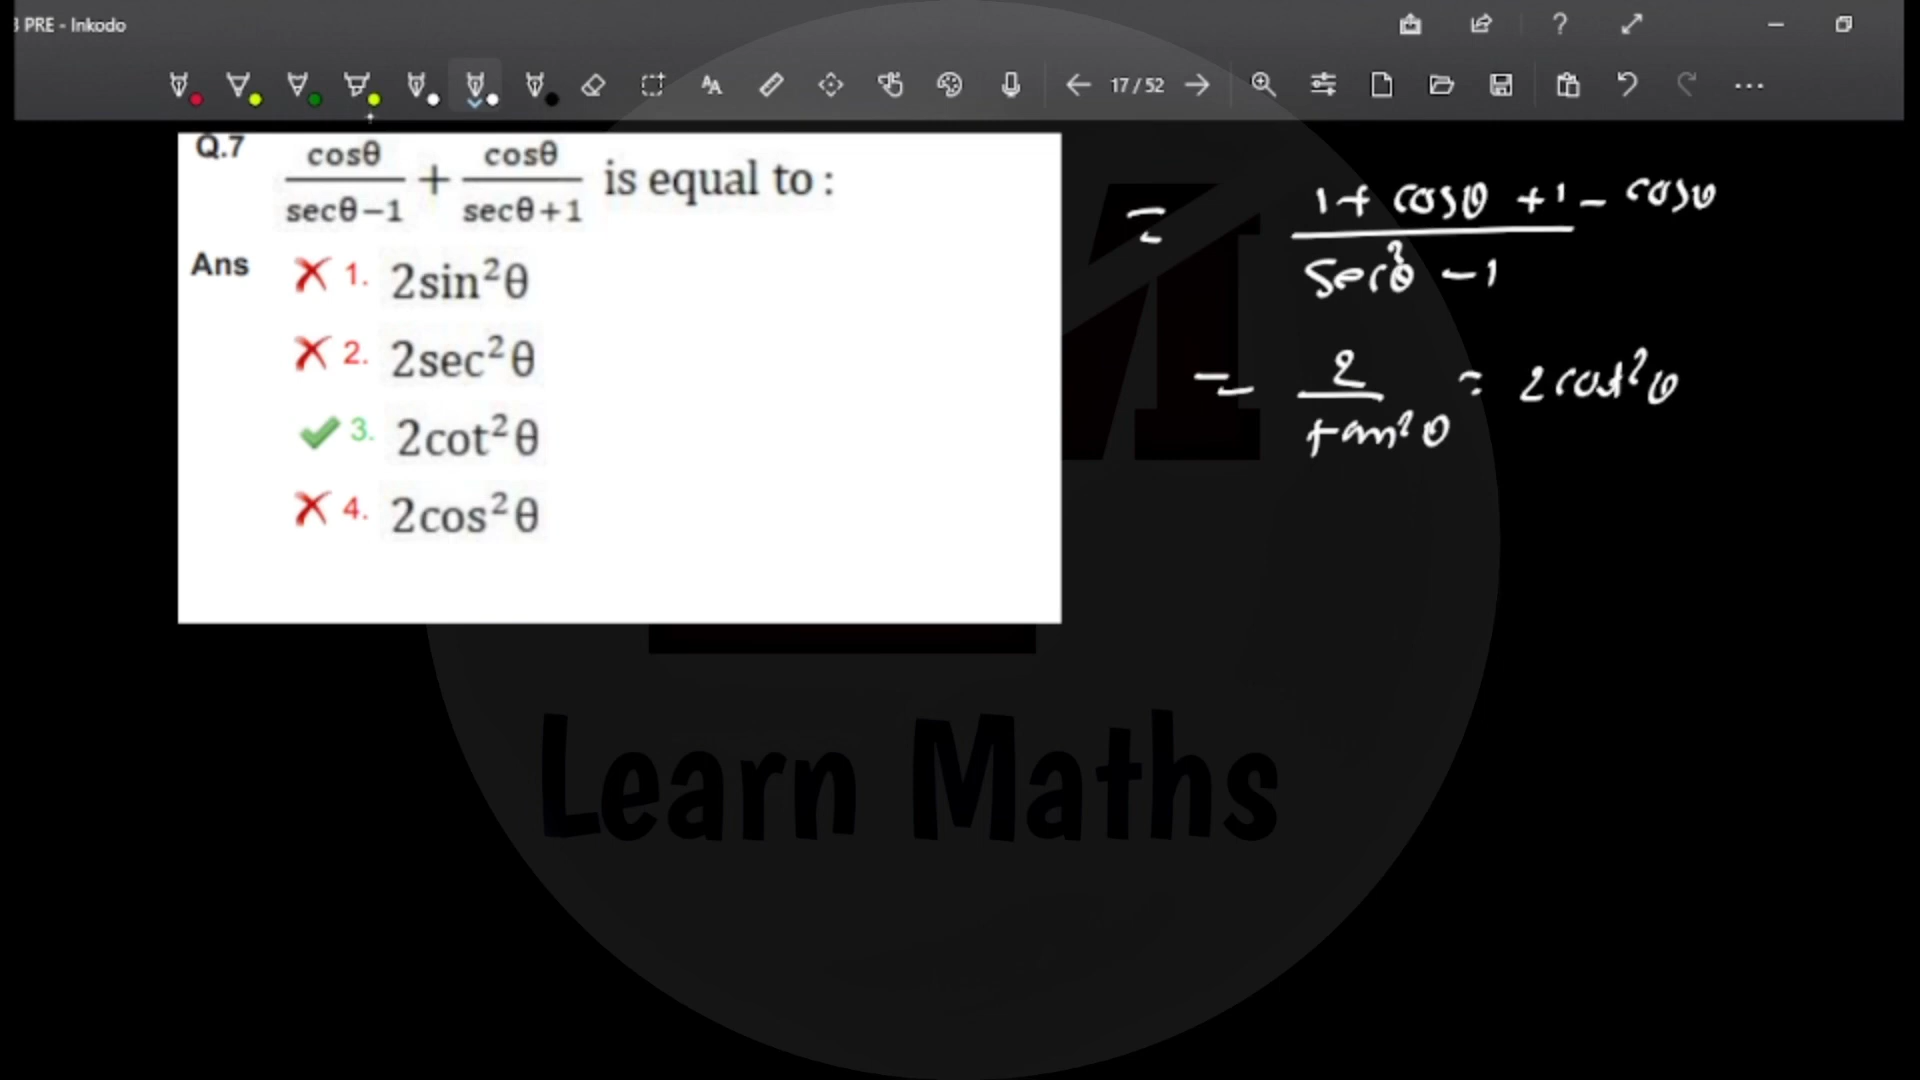 3 PRE - Inkodo
17 / 52
Q.7 cosθ/secθ−1 + cosθ/secθ+1 is equal to :
Ans
1. 2sin²θ
2. 2sec²θ
3. 2cot²θ
4. 2cos²θ
= 1+ cosθ +1 - cosθ / sec²θ - 1
= 2 / tan²θ = 2cot²θ
Learn Maths